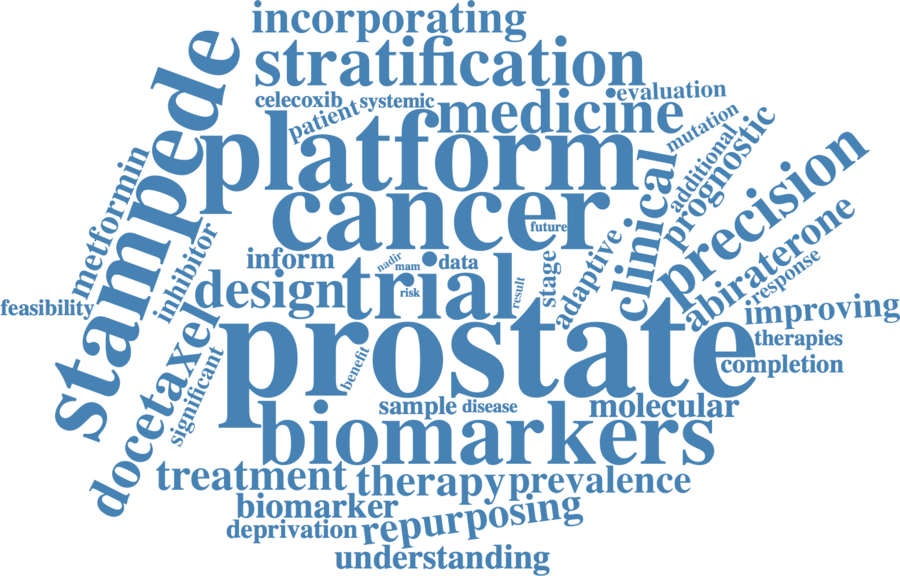 incorporating
stratification
stampede
celecoxib
systemic
patient
medicine
evaluation
mutation
platform
additional
prognostic
cancer
clinical
precision
metformin
inhibitor
future
abiraterone
inform
nadir
mam
data
stage
adaptive
response
feasibility
design
trial
risk
result
improving
docetaxel
prostate
therapies
significant
benefit
completion
sample
disease
molecular
biomarkers
treatment
therapy
prevalence
biomarker
repurposing
deprivation
understanding